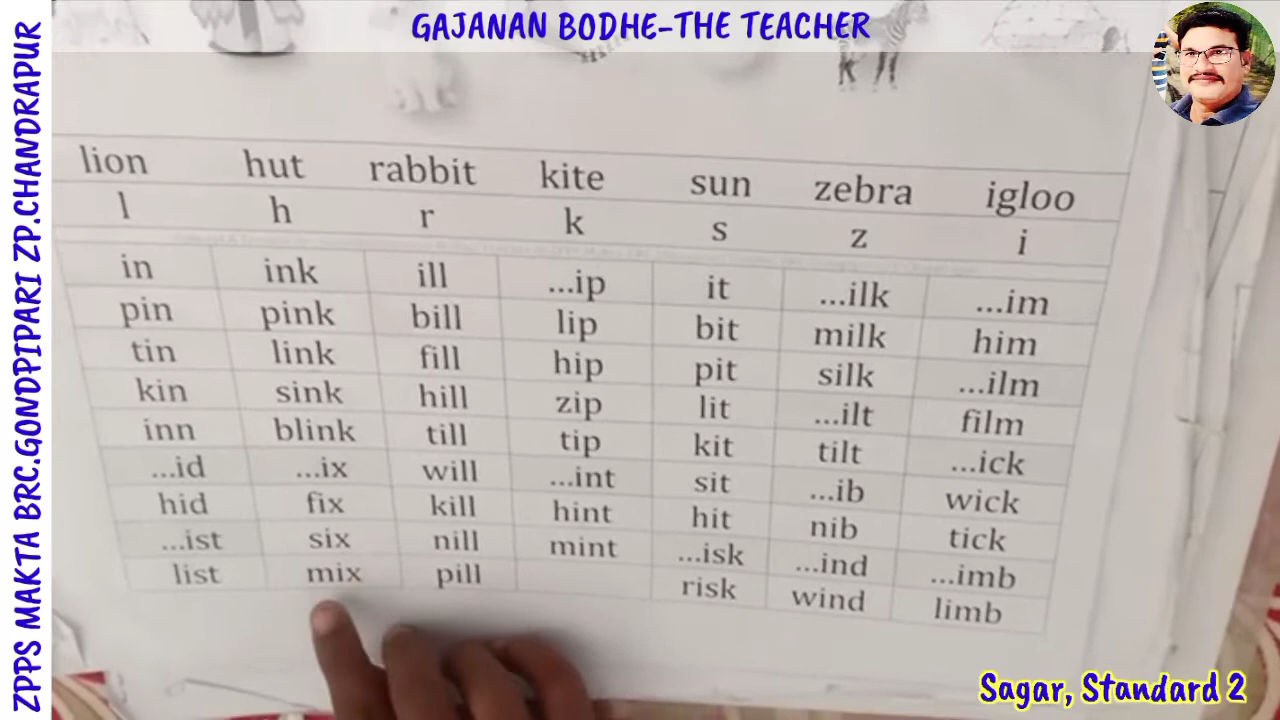 GAJANAN BODHE-THE TEACHER
ZPPS MAKTA BRC.GONDPIPARI ZP.CHANDRAPUR
lion hut rabbit kite sun zebra igloo
l h r k s z i
in ink ill ...ip it ...ilk ...im
pin pink bill lip bit milk him
tin link fill hip pit silk ...ilm
kin sink hill zip lit ...ilt film
inn blink till tip kit tilt ...ick
...id ...ix will ...int sit ...ib wick
hid fix kill hint hit nib tick
...ist six nill mint ...isk ...ind ...imb
list mix pill risk wind limb
Sagar, Standard 2